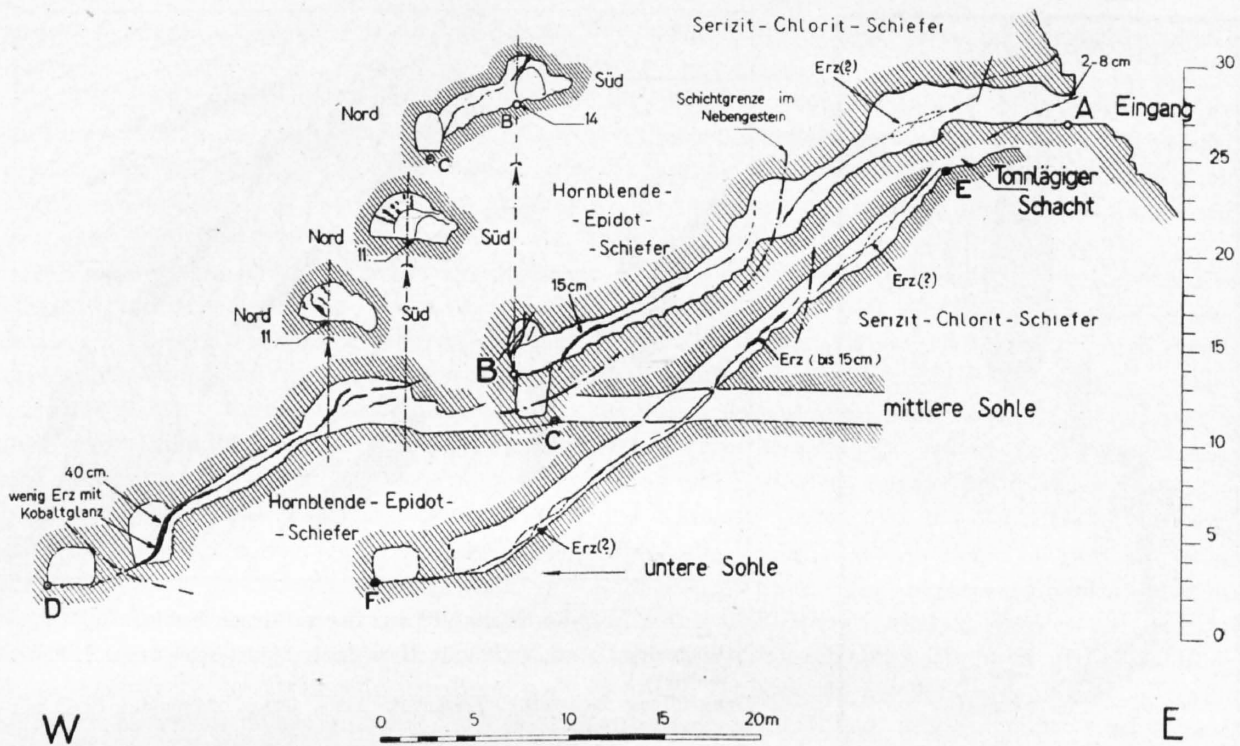 Serizit-Chlorit-Schiefer
Erz(?)
2-8 cm
30
Süd
Nord
B
14
C
Schichtgrenze im
Nebengestein
A Eingang
25
E
Tonnlägiger
Schacht
Hornblende-
-Epidot-
-Schiefer
Nord
Süd
11
20
Erz(?)
Nord
Süd
11
15cm
Serizit-Chlorit-Schiefer
15
B
Erz (bis 15cm)
mittlere Sohle
C
10
40 cm.
wenig Erz mit
Kobaltglanz
Hornblende-Epidot-
-Schiefer
5
Erz(?)
untere Sohle
D
F
0
W
0 5 10 15 20m
E